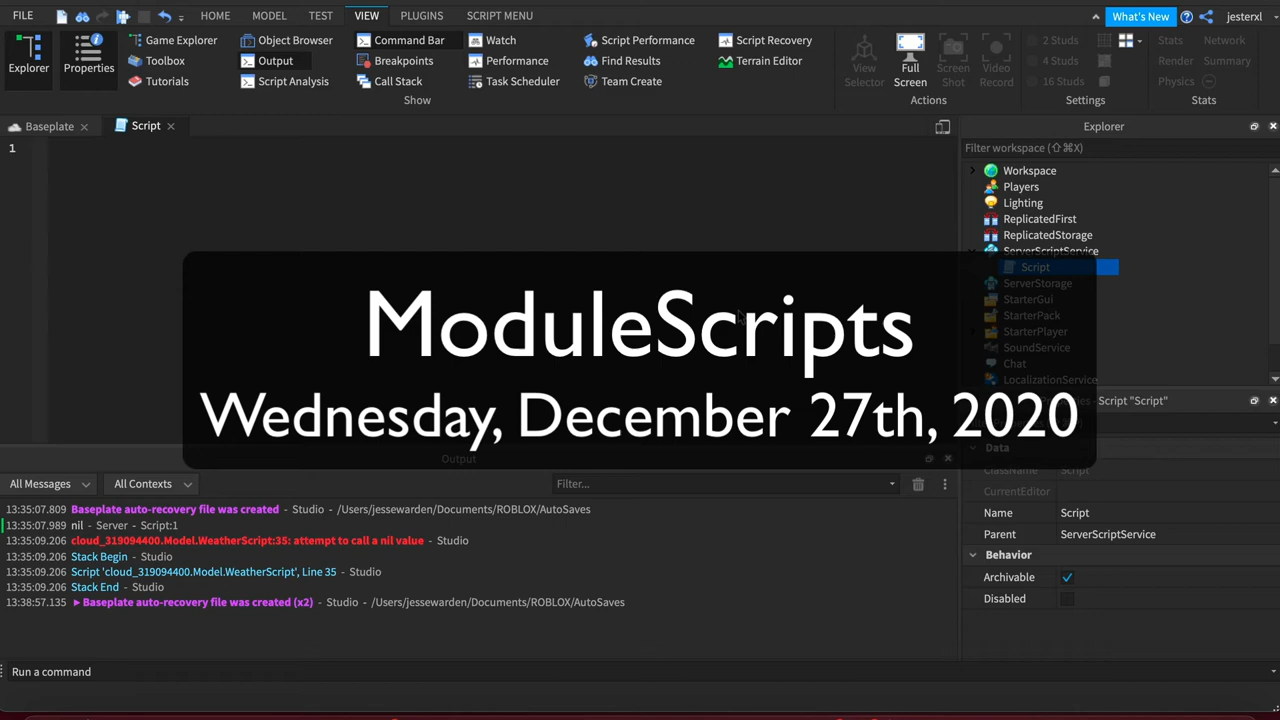 FILE HOME MODEL TEST VIEW PLUGINS SCRIPT MENU What's New jesterxl
Explorer
Properties
Game Explorer
Toolbox
Tutorials
Object Browser
Output
Script Analysis
Command Bar
Breakpoints
Call Stack
Watch
Performance
Task Scheduler
Script Performance
Find Results
Team Create
Script Recovery
Terrain Editor
Show
View
Selector
Full
Screen
Screen
Shot
Video
Record
Actions
2 Studs
4 Studs
16 Studs
Settings
Stats
Render
Physics
Network
Summary
Stats
Baseplate
Script
1
Explorer
Filter workspace (⇧⌘X)
Workspace
Players
Lighting
ReplicatedFirst
ReplicatedStorage
ServerScriptService
Script
ServerStorage
StarterGui
StarterPack
StarterPlayer
SoundService
Chat
LocalizationService
ModuleScripts
Wednesday, December 27th, 2020
- Script "Script"
Data
ClassName Script
CurrentEditor
Name Script
Parent ServerScriptService
Behavior
Archivable
Disabled
Output
All Messages All Contexts Filter...
13:35:07.809 Baseplate auto-recovery file was created - Studio - /Users/jessewarden/Documents/ROBLOX/AutoSaves
13:35:07.989 nil - Server - Script:1
13:35:09.206 cloud_319094400.Model.WeatherScript:35: attempt to call a nil value - Studio
13:35:09.206 Stack Begin - Studio
13:35:09.206 Script 'cloud_319094400.Model.WeatherScript', Line 35 - Studio
13:35:09.206 Stack End - Studio
13:38:57.135 ▶Baseplate auto-recovery file was created (x2) - Studio - /Users/jessewarden/Documents/ROBLOX/AutoSaves
Run a command